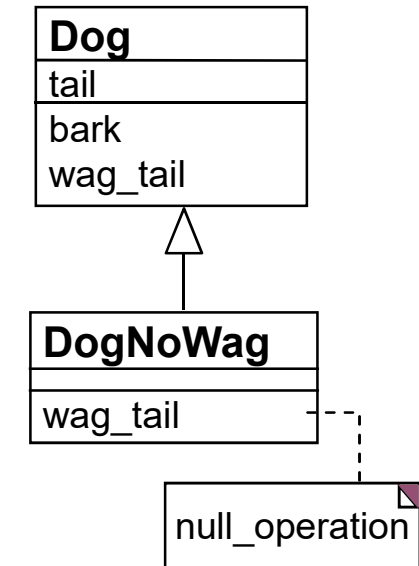 Dog
tail
bark
wag_tail
DogNoWag
wag_tail
null_operation